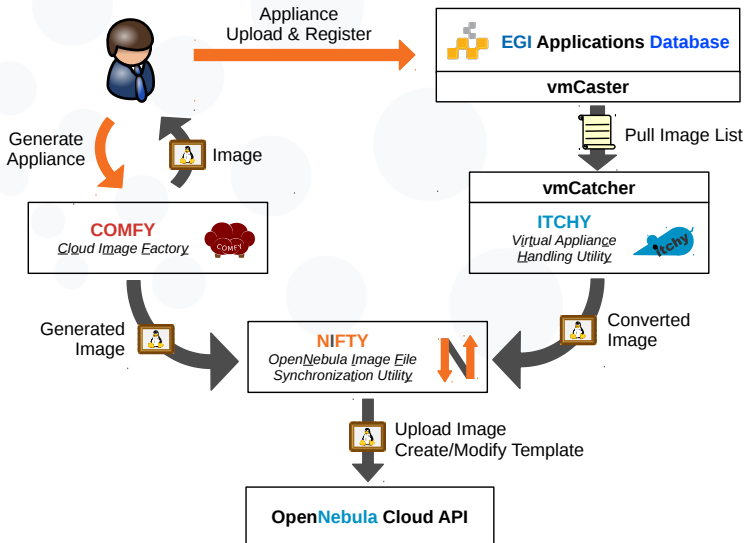 Appliance
Upload & Register
EGI Applications Database
vmCaster
Generate
Appliance
Image
Pull Image List
vmCatcher
COMFY
Cloud Image Factory
COMFY
ITCHY
Virtual Appliance
Handling Utility
itchy
Generated
Image
Converted
Image
NIFTY
OpenNebula Image File
Synchronization Utility
N
Upload Image
Create/Modify Template
OpenNebula Cloud API